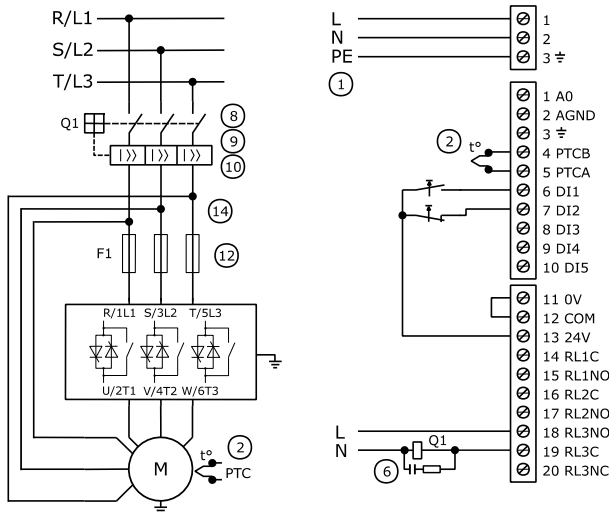 R/L1
S/L2
T/L3
Q1
8
9
10
14
F1
12
R/1L1 S/3L2 T/5L3
U/2T1 V/4T2 W/6T3
M
t°
2
PTC
L
N
PE
1
1
2
3
2
t°
1 A0
2 AGND
3
4 PTCB
5 PTCA
6 DI1
7 DI2
8 DI3
9 DI4
10 DI5
11 0V
12 COM
13 24V
14 RL1C
15 RL1NO
16 RL2C
17 RL2NO
18 RL3NO
19 RL3C
20 RL3NC
L
N
Q1
6